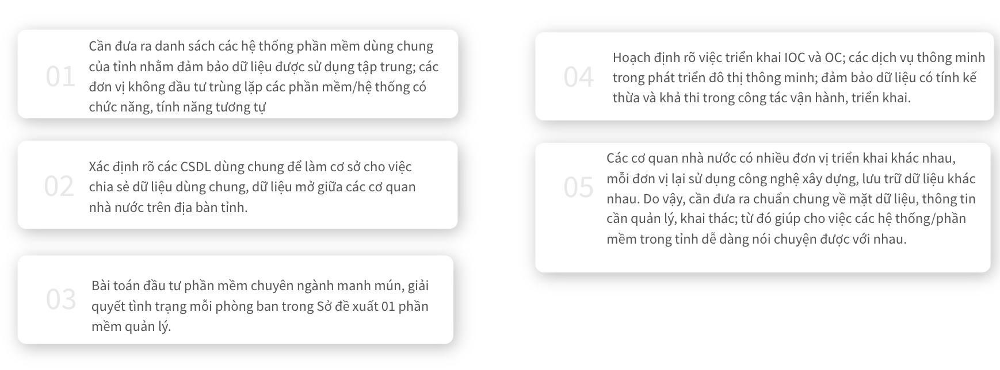 01
Cần đưa ra danh sách các hệ thống phần mềm dùng chung
của tỉnh nhằm đảm bảo dữ liệu được sử dụng tập trung; các
đơn vị không đầu tư trùng lặp các phần mềm/hệ thống có
chức năng, tính năng tương tự
02
Xác định rõ các CSDL dùng chung để làm cơ sở cho việc
chia sẻ dữ liệu dùng chung, dữ liệu mở giữa các cơ quan
nhà nước trên địa bàn tỉnh.
03
Bài toán đầu tư phần mềm chuyên ngành manh mún, giải
quyết tình trạng mỗi phòng ban trong Sở đề xuất 01 phần
mềm quản lý.
04
Hoạch định rõ việc triển khai IOC và OC; các dịch vụ thông minh
trong phát triển đô thị thông minh; đảm bảo dữ liệu có tính kế
thừa và khả thi trong công tác vận hành, triển khai.
05
Các cơ quan nhà nước có nhiều đơn vị triển khai khác nhau,
mỗi đơn vị lại sử dụng công nghệ xây dựng, lưu trữ dữ liệu khác
nhau. Do vậy, cần đưa ra chuẩn chung về mặt dữ liệu, thông tin
cần quản lý, khai thác; từ đó giúp cho việc các hệ thống/phần
mềm trong tỉnh dễ dàng nói chuyện được với nhau.